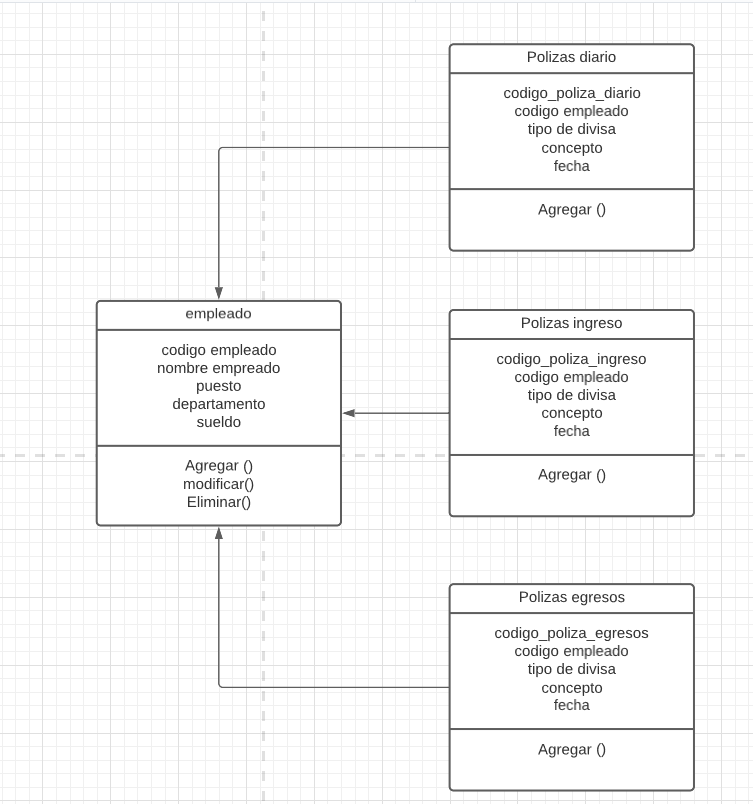 Polizas diario
codigo_poliza_diario
codigo empleado
tipo de divisa
concepto
fecha
Agregar ()
empleado
codigo empleado
nombre empreado
puesto
departamento
sueldo
Agregar ()
modificar()
Eliminar()
Polizas ingreso
codigo_poliza_ingreso
codigo empleado
tipo de divisa
concepto
fecha
Agregar ()
Polizas egresos
codigo_poliza_egresos
codigo empleado
tipo de divisa
concepto
fecha
Agregar ()